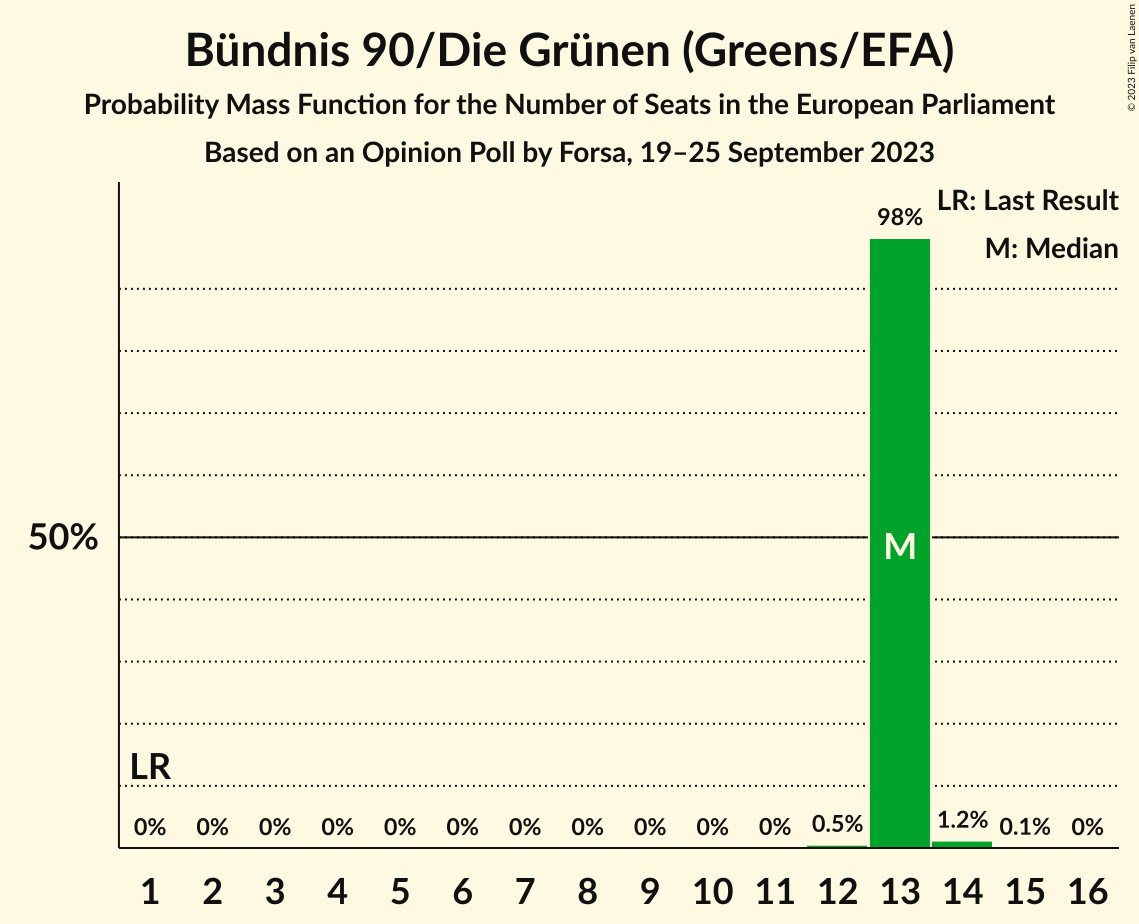 Bündnis 90/Die Grünen (Greens/EFA)
Probability Mass Function for the Number of Seats in the European Parliament
Based on an Opinion Poll by Forsa, 19–25 September 2023
© 2023 Filip van Laenen
LR: Last Result
M: Median
98%
50%
M
LR
0% 0% 0% 0% 0% 0% 0% 0% 0% 0% 0% 0.5% 1.2% 0.1% 0%
1 2 3 4 5 6 7 8 9 10 11 12 13 14 15 16